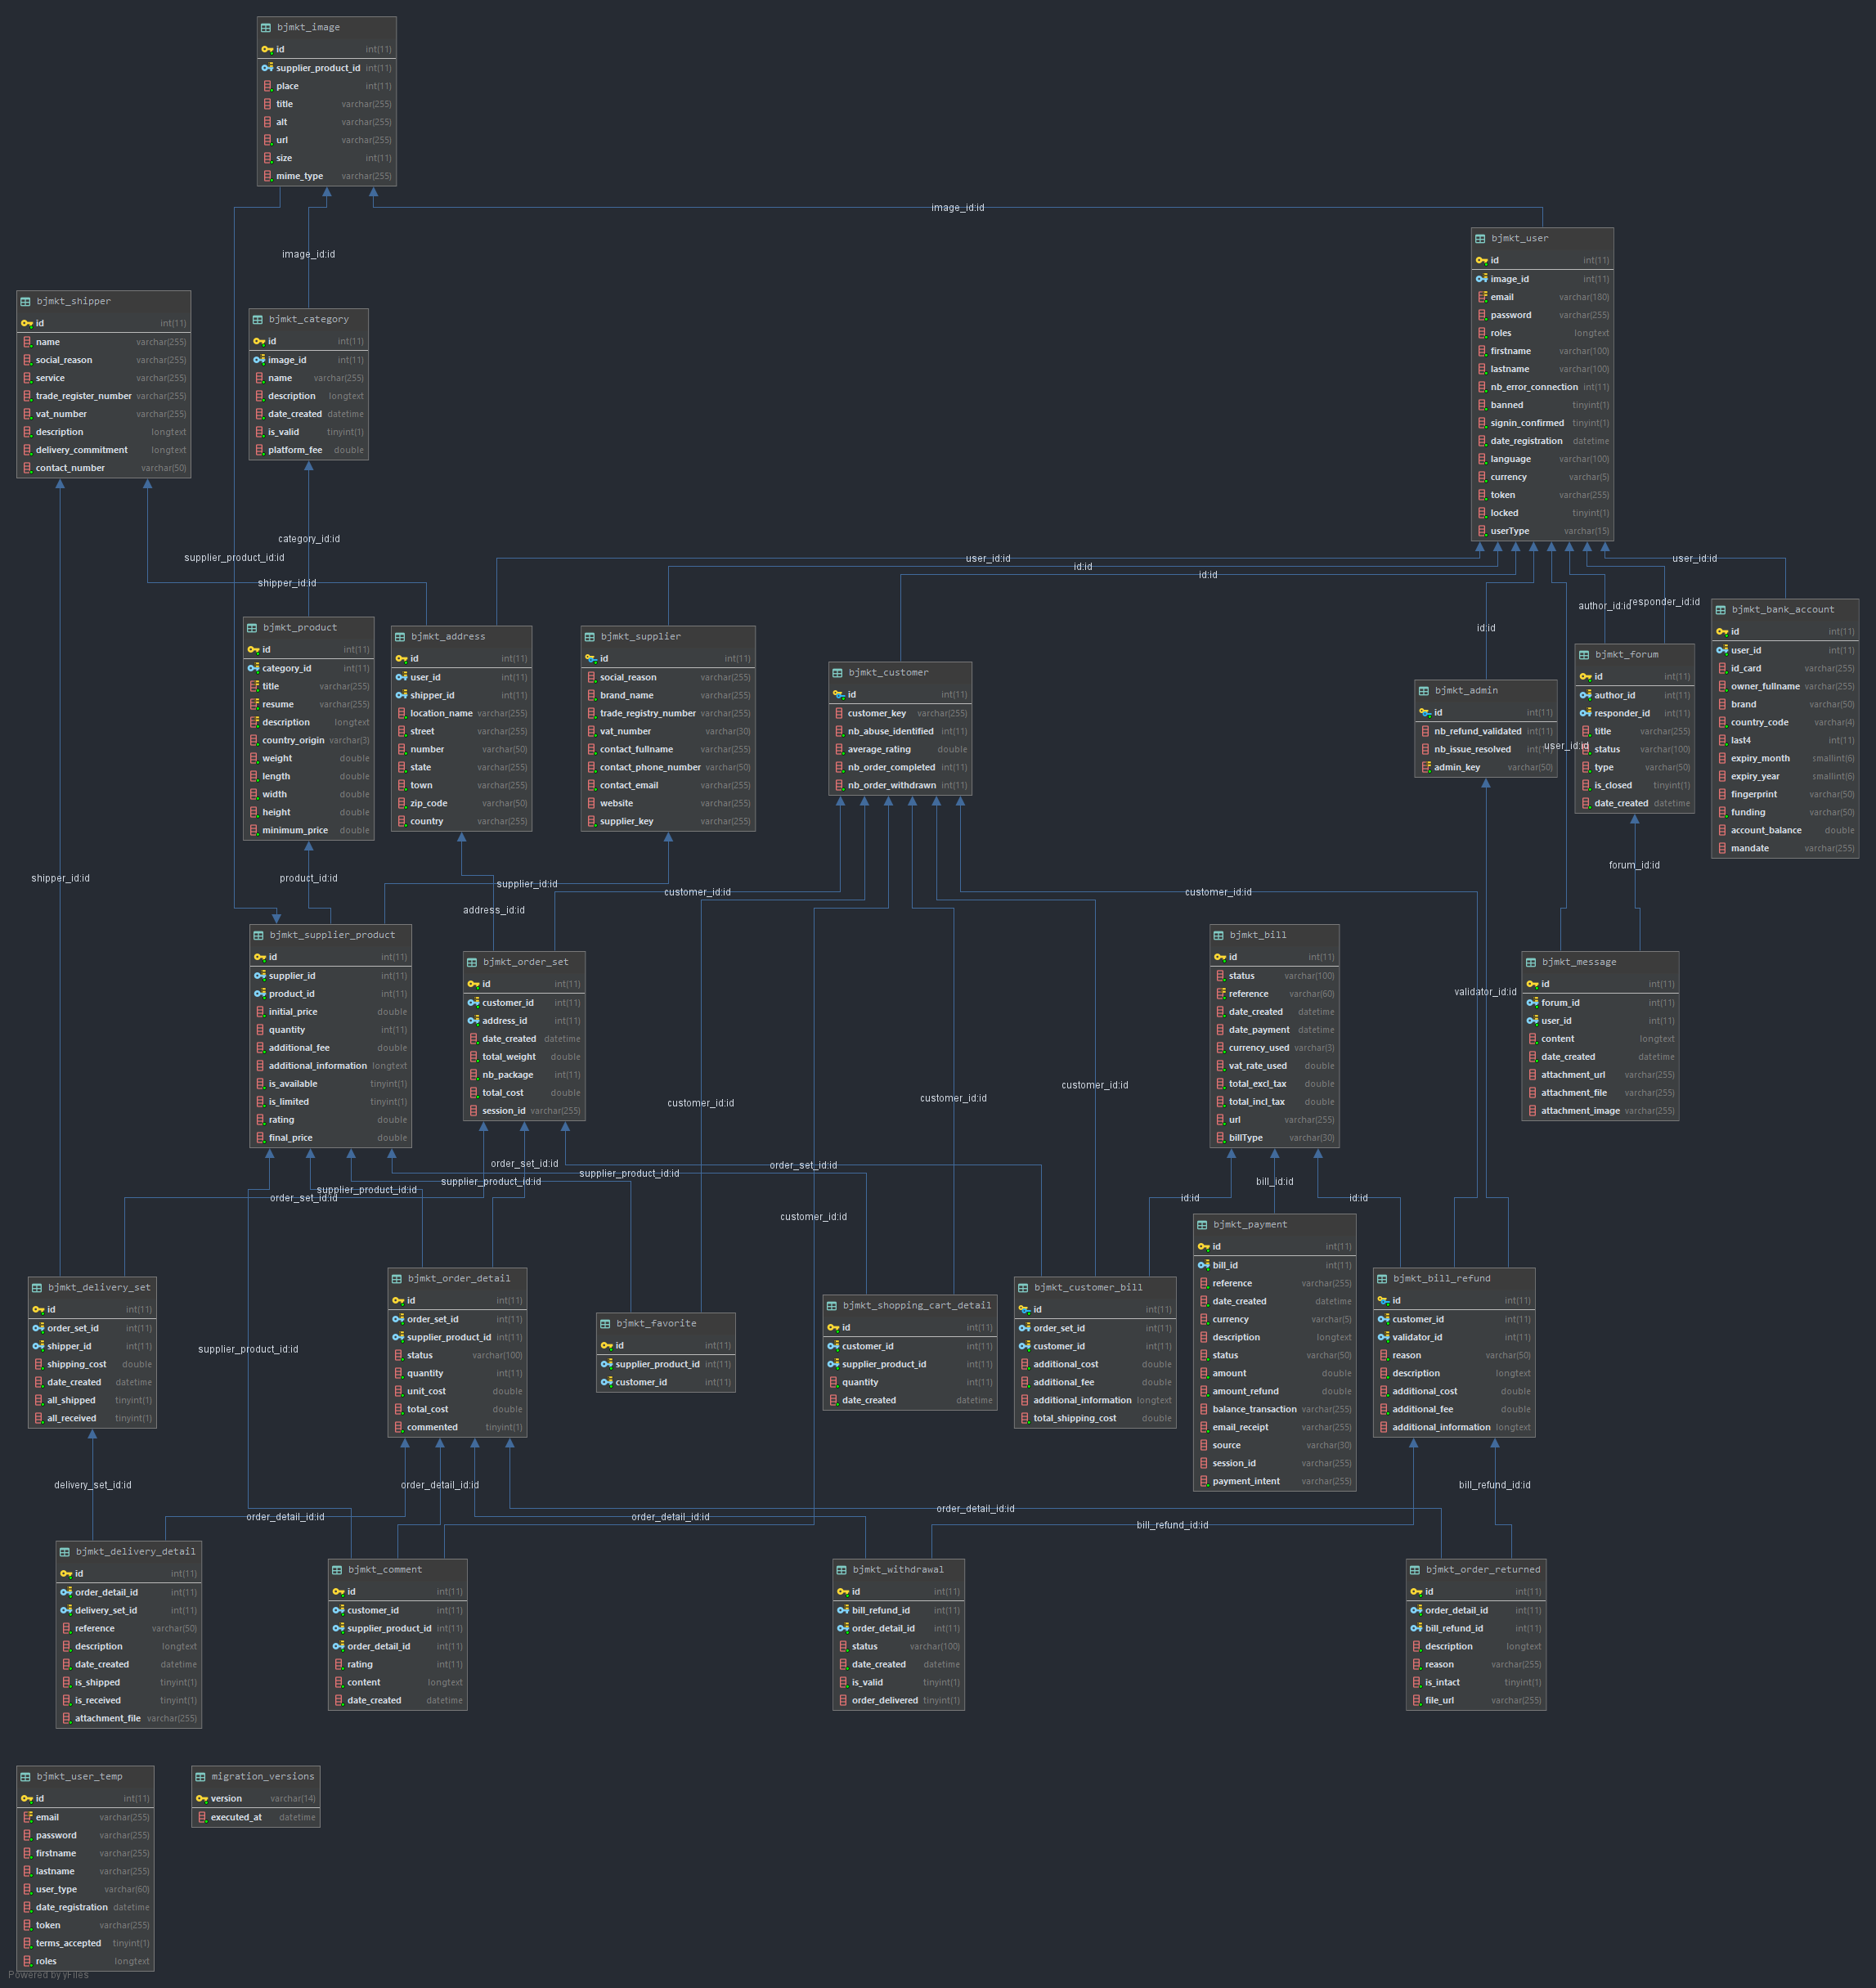 bjmkt_image
id int(11)
supplier_product_id int(11)
place int(11)
title varchar(255)
alt varchar(255)
url varchar(255)
size int(11)
mime_type varchar(255)
image_id:id
image_id:id
bjmkt_user
id int(11)
image_id int(11)
email varchar(180)
password varchar(255)
roles longtext
firstname varchar(100)
lastname varchar(100)
nb_error_connection int(11)
banned tinyint(1)
signin_confirmed tinyint(1)
date_registration datetime
language varchar(100)
currency varchar(5)
token varchar(255)
locked tinyint(1)
userType varchar(15)
bjmkt_shipper
id int(11)
name varchar(255)
social_reason varchar(255)
service varchar(255)
trade_register_number varchar(255)
vat_number varchar(255)
description longtext
delivery_commitment longtext
contact_number varchar(50)
bjmkt_category
id int(11)
image_id int(11)
name varchar(255)
description longtext
date_created datetime
is_valid tinyint(1)
platform_fee double
category_id:id
supplier_product_id:id
shipper_id:id
user_id:id
id:id
id:id
user_id:id
author_id:id
responder_id:id
id:id
user_id:id
bjmkt_product
id int(11)
category_id int(11)
title varchar(255)
resume varchar(255)
description longtext
country_origin varchar(3)
weight double
length double
width double
height double
minimum_price double
bjmkt_address
id int(11)
user_id int(11)
shipper_id int(11)
location_name varchar(255)
street varchar(255)
number varchar(50)
state varchar(255)
town varchar(255)
zip_code varchar(50)
country varchar(255)
bjmkt_supplier
id int(11)
social_reason varchar(255)
brand_name varchar(255)
trade_registry_number varchar(255)
vat_number varchar(30)
contact_fullname varchar(255)
contact_phone_number varchar(50)
contact_email varchar(255)
website varchar(255)
supplier_key varchar(255)
bjmkt_customer
id int(11)
customer_key varchar(255)
nb_abuse_identified int(11)
average_rating double
nb_order_completed int(11)
nb_order_withdrawn int(11)
bjmkt_admin
id int(11)
nb_refund_validated int(11)
nb_issue_resolved
admin_key varchar(50)
bjmkt_forum
id int(11)
author_id int(11)
responder_id int(11)
title varchar(255)
status varchar(100)
type varchar(50)
is_closed tinyint(1)
date_created datetime
bjmkt_bank_account
id int(11)
user_id int(11)
id_card varchar(255)
owner_fullname varchar(255)
brand varchar(50)
country_code varchar(4)
last4 int(11)
expiry_month smallint(6)
expiry_year smallint(6)
fingerprint varchar(50)
funding varchar(50)
account_balance double
mandate varchar(255)
shipper_id:id
product_id:id
supplier_id:id
address_id:id
customer_id:id
customer_id:id
forum_id:id
validator_id:id
bjmkt_supplier_product
id int(11)
supplier_id int(11)
product_id int(11)
initial_price double
quantity int(11)
additional_fee double
additional_information longtext
is_available tinyint(1)
is_limited tinyint(1)
rating double
final_price double
bjmkt_order_set
id int(11)
customer_id int(11)
address_id int(11)
date_created datetime
total_weight double
nb_package int(11)
total_cost double
session_id varchar(255)
bjmkt_bill
id int(11)
status varchar(100)
reference varchar(60)
date_created datetime
date_payment datetime
currency_used varchar(3)
vat_rate_used double
total_excl_tax double
total_incl_tax double
url varchar(255)
billType varchar(30)
bjmkt_message
id int(11)
forum_id int(11)
user_id int(11)
content longtext
date_created datetime
attachment_url varchar(255)
attachment_file varchar(255)
attachment_image varchar(255)
customer_id:id
customer_id:id
customer_id:id
order_set_id:id
order_set_id:id
supplier_product_id:id
supplier_product_id:id
supplier_product_id:id
order_set_id:id
customer_id:id
id:id
bill_id:id
id:id
bjmkt_delivery_set
id int(11)
order_set_id int(11)
shipper_id int(11)
shipping_cost double
date_created datetime
all_shipped tinyint(1)
all_received tinyint(1)
supplier_product_id:id
bjmkt_order_detail
id int(11)
order_set_id int(11)
supplier_product_id int(11)
status varchar(100)
quantity int(11)
unit_cost double
total_cost double
commented tinyint(1)
bjmkt_favorite
id int(11)
supplier_product_id int(11)
customer_id int(11)
bjmkt_shopping_cart_detail
id int(11)
customer_id int(11)
supplier_product_id int(11)
quantity int(11)
date_created datetime
bjmkt_customer_bill
id int(11)
order_set_id int(11)
customer_id int(11)
additional_cost double
additional_fee double
additional_information longtext
total_shipping_cost double
bjmkt_payment
id int(11)
bill_id int(11)
reference varchar(255)
date_created datetime
currency varchar(5)
description longtext
status varchar(50)
amount double
amount_refund double
balance_transaction varchar(255)
email_receipt varchar(255)
source varchar(30)
session_id varchar(255)
payment_intent varchar(255)
bjmkt_bill_refund
id int(11)
customer_id int(11)
validator_id int(11)
reason varchar(50)
description longtext
additional_cost double
additional_fee double
additional_information longtext
delivery_set_id:id
order_detail_id:id
bill_refund_id:id
order_detail_id:id
order_detail_id:id
order_detail_id:id
bill_refund_id:id
bjmkt_delivery_detail
id int(11)
order_detail_id int(11)
delivery_set_id int(11)
reference varchar(50)
description longtext
date_created datetime
is_shipped tinyint(1)
is_received tinyint(1)
attachment_file varchar(255)
bjmkt_comment
id int(11)
customer_id int(11)
supplier_product_id int(11)
order_detail_id int(11)
rating int(11)
content longtext
date_created datetime
bjmkt_withdrawal
id int(11)
bill_refund_id int(11)
order_detail_id int(11)
status varchar(100)
date_created datetime
is_valid tinyint(1)
order_delivered tinyint(1)
bjmkt_order_returned
id int(11)
order_detail_id int(11)
bill_refund_id int(11)
description longtext
reason varchar(255)
is_intact tinyint(1)
file_url varchar(255)
bjmkt_user_temp
id int(11)
email varchar(255)
password varchar(255)
firstname varchar(255)
lastname varchar(255)
user_type varchar(60)
date_registration datetime
token varchar(255)
terms_accepted tinyint(1)
roles longtext
migration_versions
version varchar(14)
executed_at datetime
Powered by yFiles